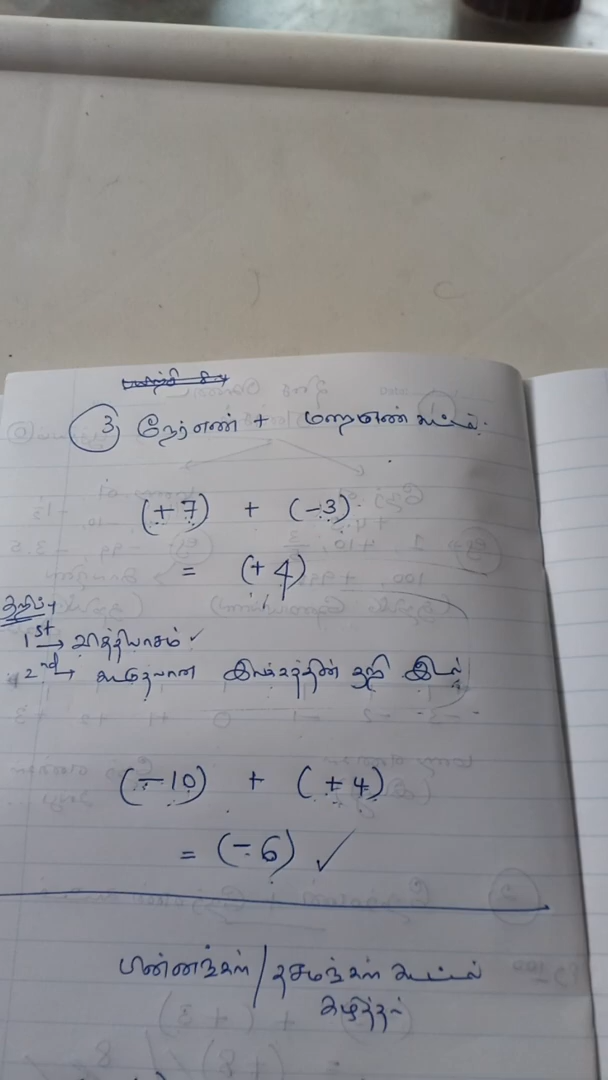 ③ நேர்எண் + மறைஎண் கூட்டல்.
(+7) + (-3)
= (+4)
குறிப்பு
1st → வித்தியாசம் ✓
2nd → கூடுதலான இலக்கத்தின் குறி இடல்
(-10) + (+4)
= (-6) ✓
பின்னங்கள் / தசமங்கள் கூட்டல்
கழித்தல்